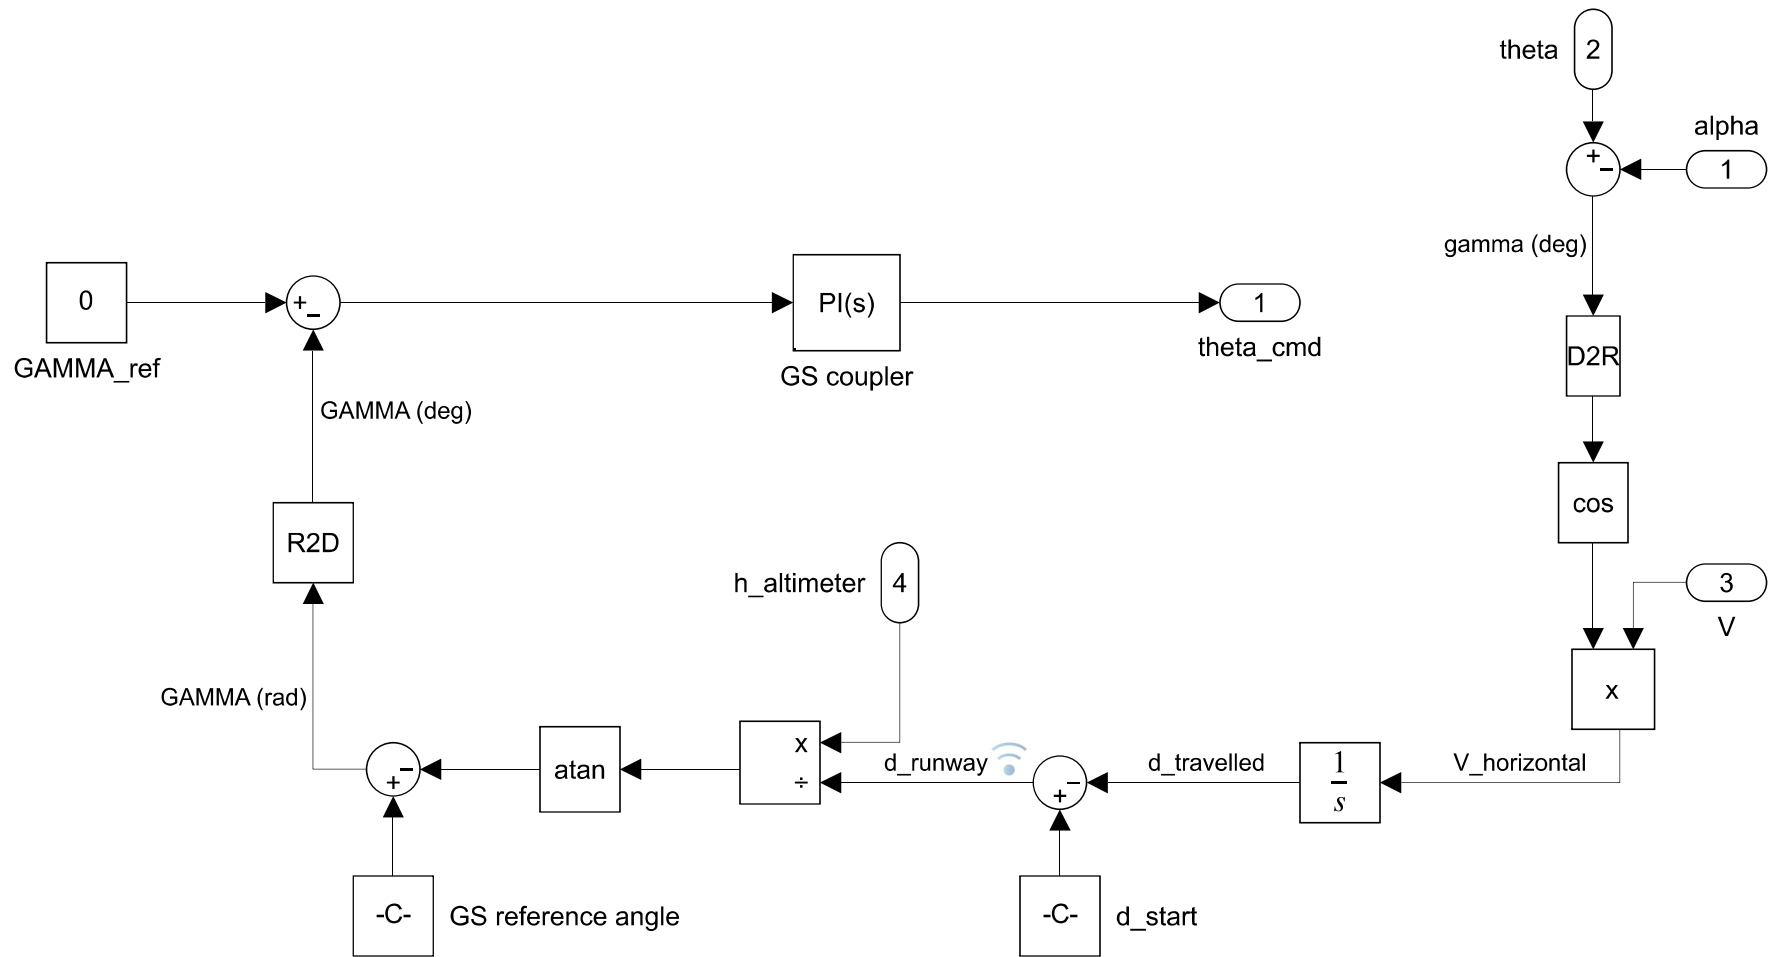 theta
2
+
−
alpha
1
gamma (deg)
0
GAMMA_ref
+
−
PI(s)
GS coupler
1
theta_cmd
D2R
GAMMA (deg)
cos
R2D
h_altimeter
4
3
V
x
GAMMA (rad)
−
+
atan
x
÷
d_runway
−
+
d_travelled
1
s
V_horizontal
-C-
GS reference angle
-C-
d_start